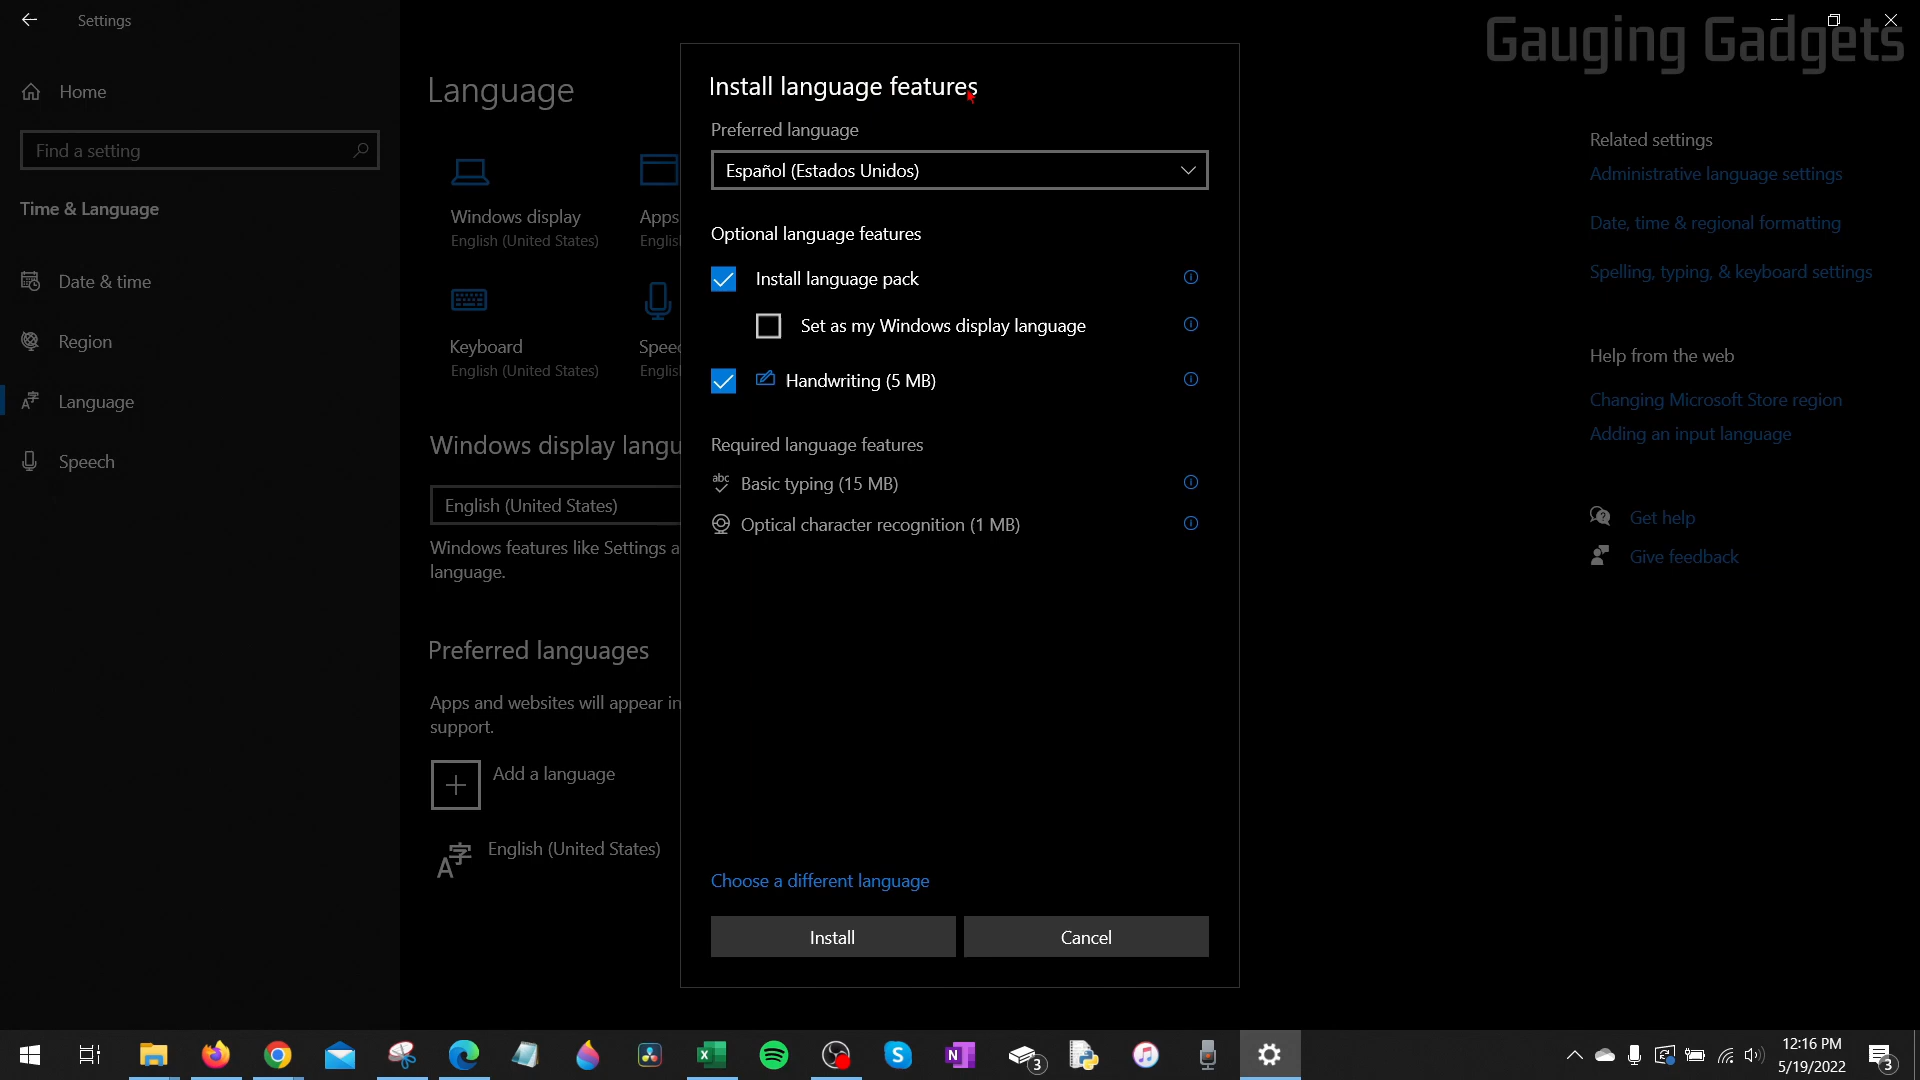 Settings
Gauging Gadgets
Home
Find a setting
Time & Language
Date & time
Region
Language
Speech
Language
Windows display
English (United States)
Apps
Englis
Keyboard
English (United States)
Speec
Englis
Windows display langu
English (United States)
Windows features like Settings a
language.
Preferred languages
Apps and websites will appear in
support.
Add a language
English (United States)
Install language features
Preferred language
Español (Estados Unidos)
Optional language features
Install language pack
Set as my Windows display language
Handwriting (5 MB)
Required language features
abc
Basic typing (15 MB)
Optical character recognition (1 MB)
Choose a different language
Install
Cancel
Related settings
Administrative language settings
Date, time & regional formatting
Spelling, typing, & keyboard settings
Help from the web
Changing Microsoft Store region
Adding an input language
Get help
Give feedback
3
12:16 PM
5/19/2022
3